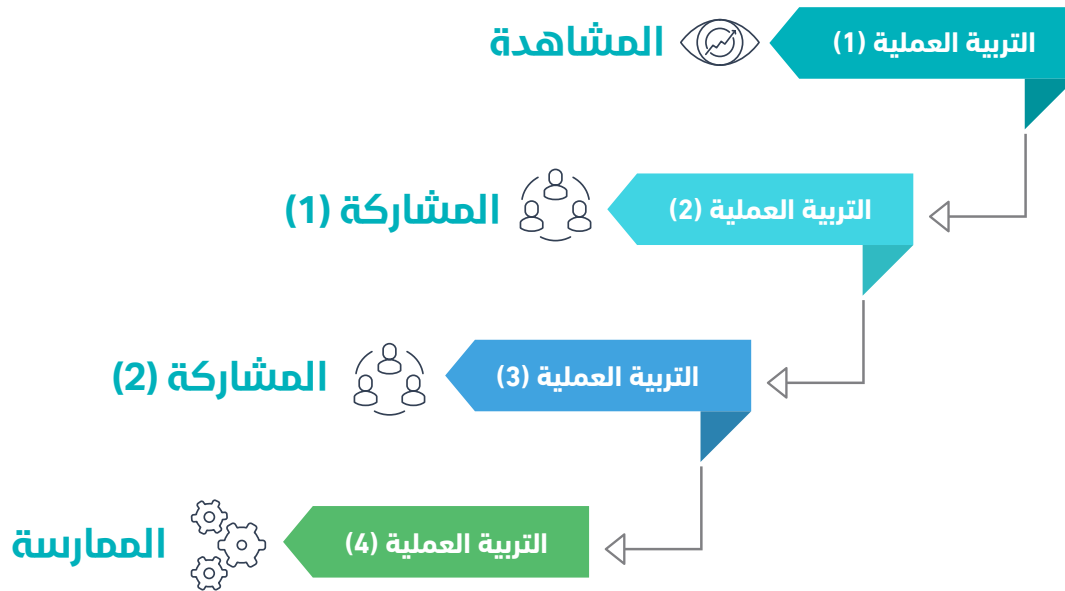 التربية العملية (1)
المشاهدة
التربية العملية (2)
المشاركة (1)
التربية العملية (3)
المشاركة (2)
التربية العملية (4)
الممارسة